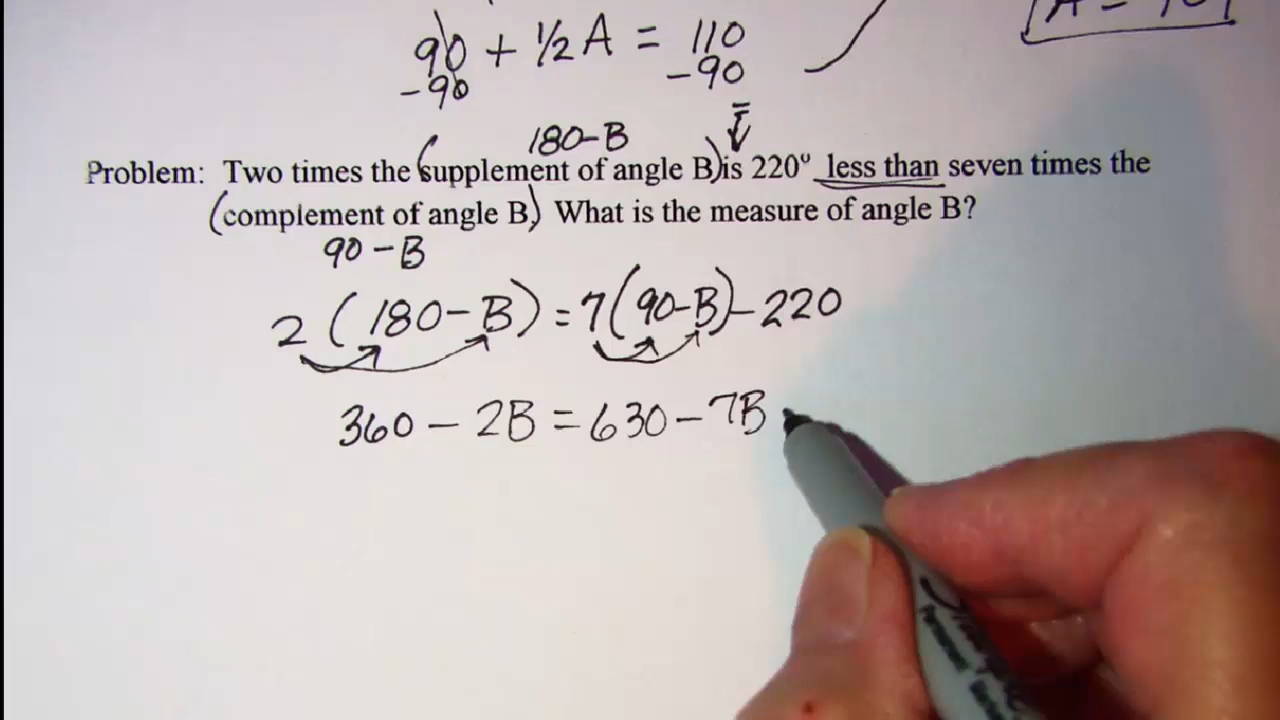 90 + 1/2 A = 110
-90 -90
180-B
Problem: Two times the (supplement of angle B) is 220° less than seven times the
(complement of angle B). What is the measure of angle B?
90-B
2(180-B) = 7(90-B)-220
360 - 2B = 630 - 7B